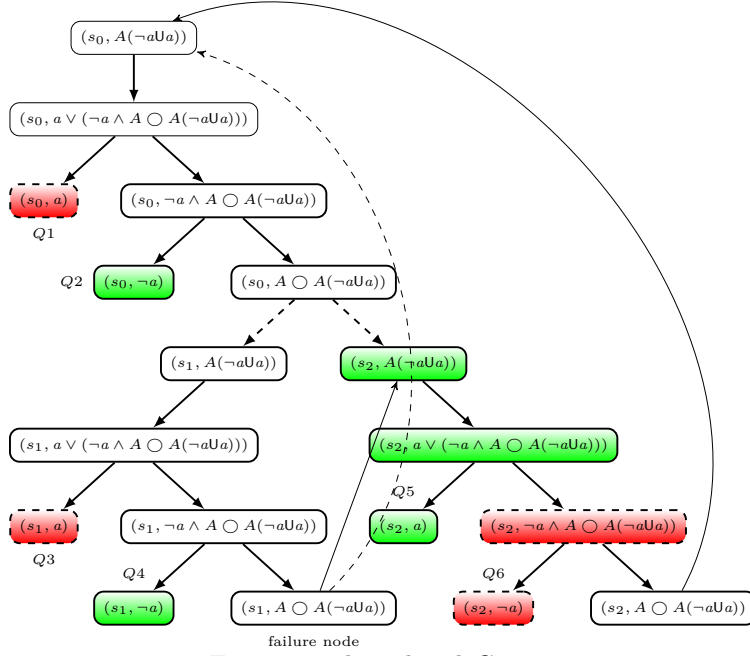 (s₀, A(¬aUa))
(s₀, a ∨ (¬a ∧ A ◯ A(¬aUa)))
(s₀, a)
(s₀, ¬a ∧ A ◯ A(¬aUa))
Q1
Q2
(s₀, ¬a)
(s₀, A ◯ A(¬aUa))
(s₁, A(¬aUa))
(s₂, A(¬aUa))
(s₁, a ∨ (¬a ∧ A ◯ A(¬aUa)))
(s₂, a ∨ (¬a ∧ A ◯ A(¬aUa)))
Q5
(s₁, a)
(s₁, ¬a ∧ A ◯ A(¬aUa))
(s₂, a)
(s₂, ¬a ∧ A ◯ A(¬aUa))
Q3
Q4
Q6
(s₁, ¬a)
(s₁, A ◯ A(¬aUa))
(s₂, ¬a)
(s₂, A ◯ A(¬aUa))
failure node